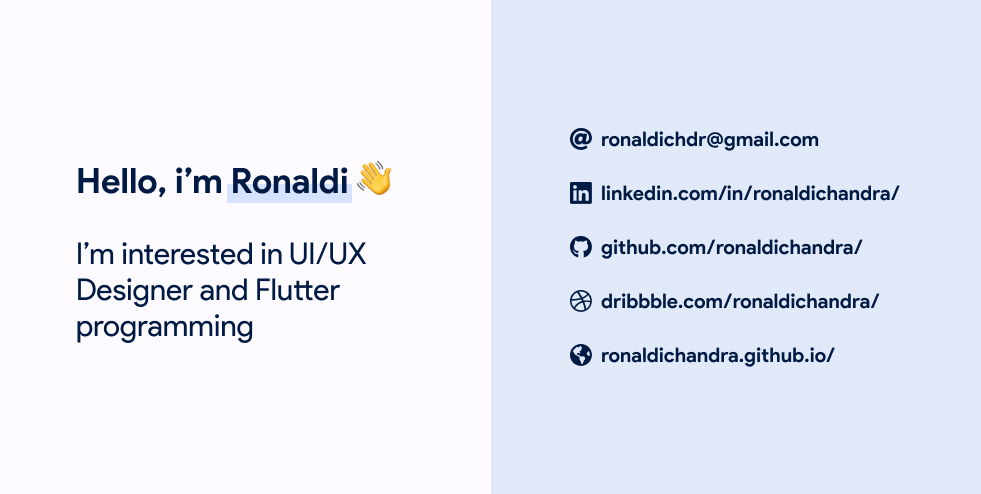 Hello, i’m Ronaldi 👋
I’m interested in UI/UX
Designer and Flutter
programming
ronaldichdr@gmail.com
linkedin.com/in/ronaldichandra/
github.com/ronaldichandra/
dribbble.com/ronaldichandra/
ronaldichandra.github.io/